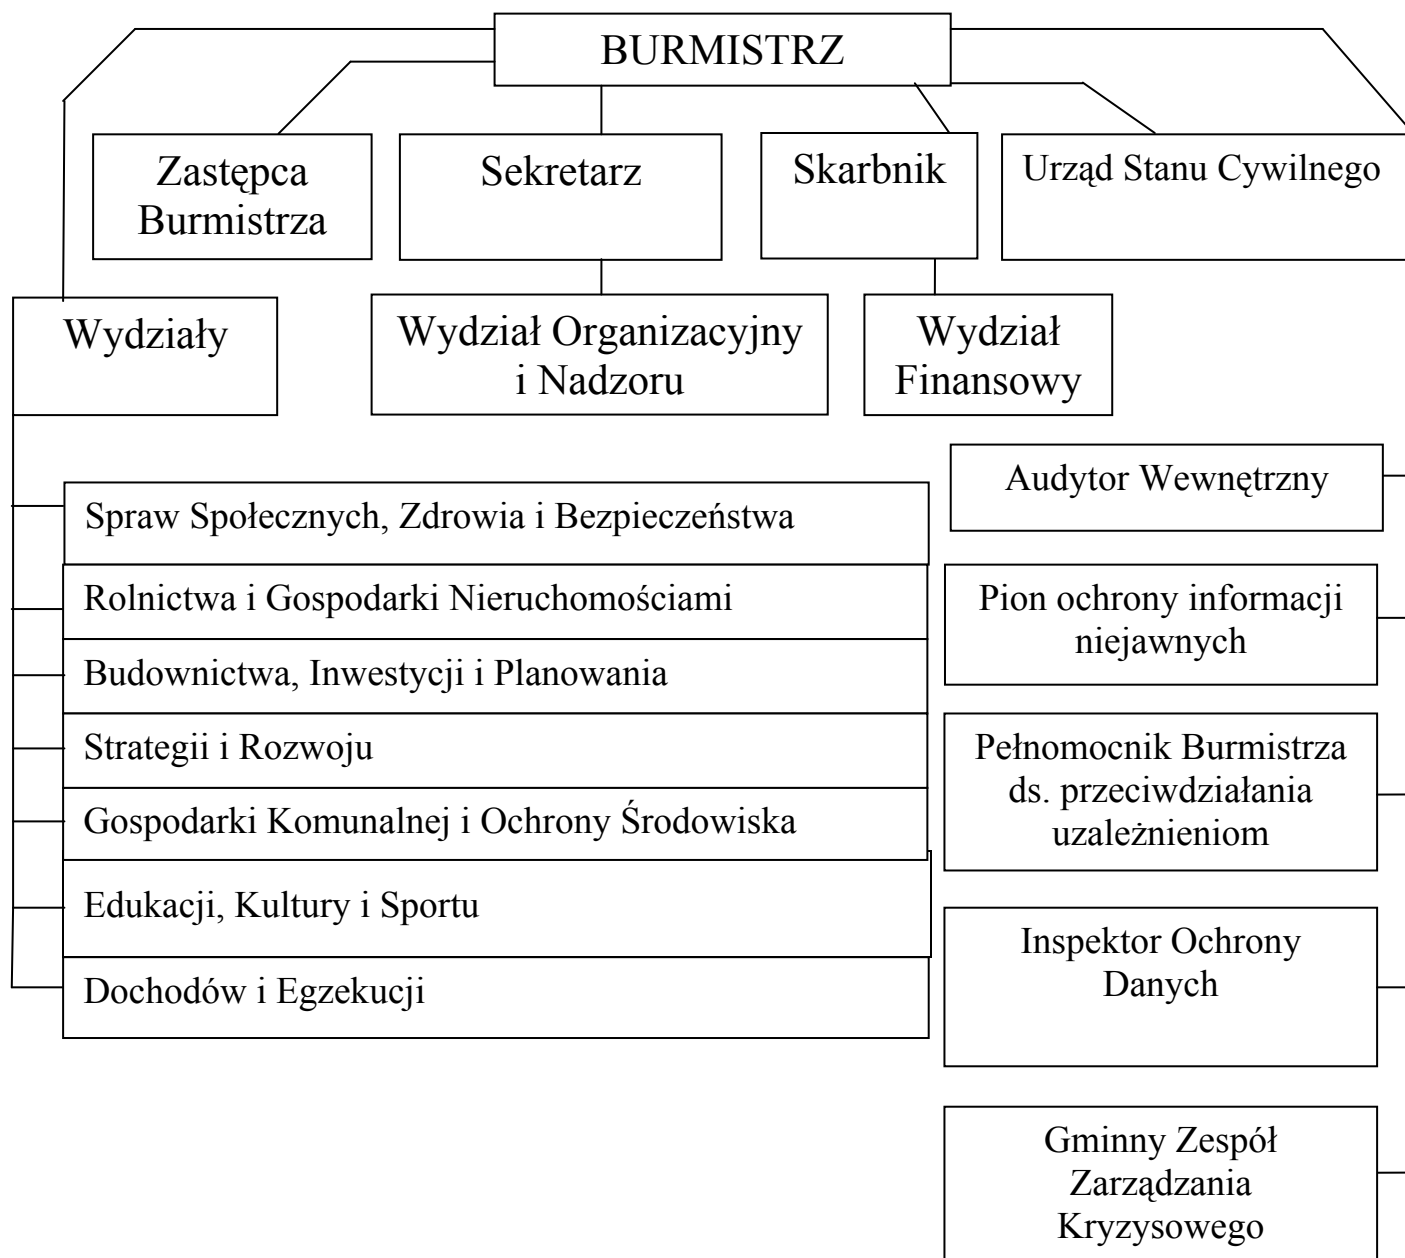 BURMISTRZ
Zastępca
Burmistrza
Sekretarz
Skarbnik
Urząd Stanu Cywilnego
Wydziały
Wydział Organizacyjny
i Nadzoru
Wydział
Finansowy
Spraw Społecznych, Zdrowia i Bezpieczeństwa
Rolnictwa i Gospodarki Nieruchomościami
Budownictwa, Inwestycji i Planowania
Strategii i Rozwoju
Gospodarki Komunalnej i Ochrony Środowiska
Edukacji, Kultury i Sportu
Dochodów i Egzekucji
Audytor Wewnętrzny
Pion ochrony informacji
niejawnych
Pełnomocnik Burmistrza
ds. przeciwdziałania
uzależnieniom
Inspektor Ochrony
Danych
Gminny Zespół
Zarządzania
Kryzysowego